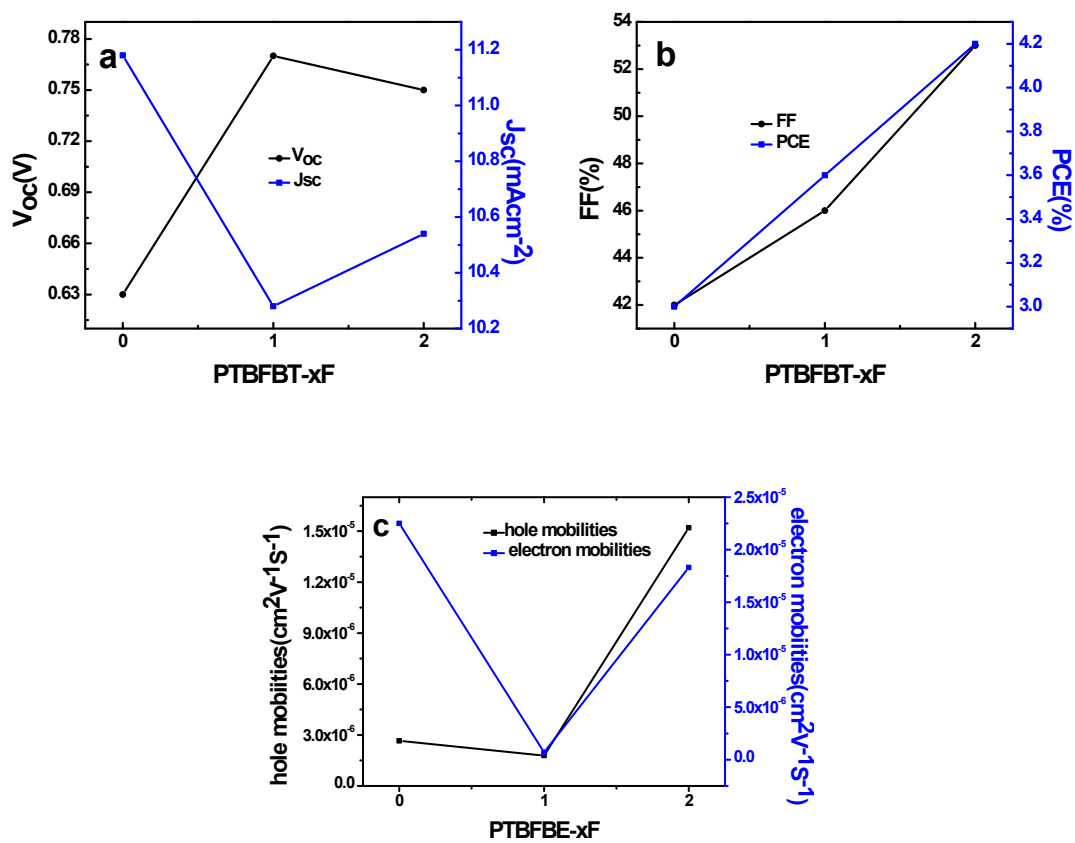 a
0.78
0.75
0.72
0.69
0.66
0.63
Voc(V)
Voc
Jsc
11.2
11.0
10.8
10.6
10.4
10.2
Jsc(mAcm-2)
0 1 2
PTBFBT-xF
b
54
52
50
48
46
44
42
FF(%)
FF
PCE
4.2
4.0
3.8
3.6
3.4
3.2
3.0
PCE(%)
0 1 2
PTBFBT-xF
c
1.5x10-5
1.2x10-5
9.0x10-6
6.0x10-6
3.0x10-6
0.0
hole mobiities(cm2V-1S-1)
hole mobilities
electron mobilities
2.5x10-5
2.0x10-5
1.5x10-5
1.0x10-5
5.0x10-6
0.0
electron mobiities(cm2V-1S-1)
0 1 2
PTBFBE-xF